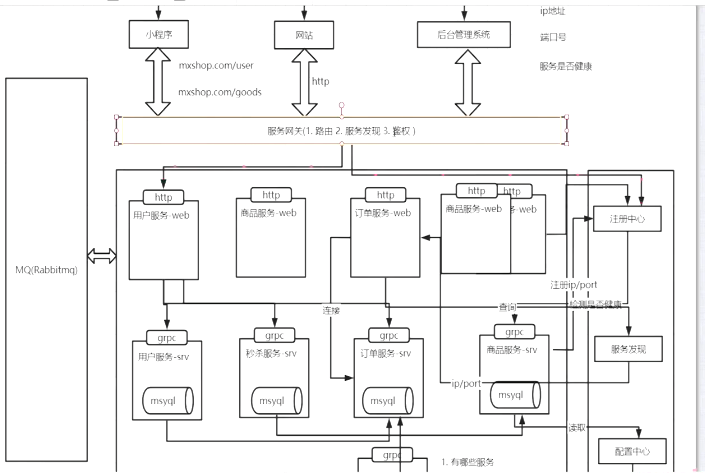 ip地址
小程序
网站
后台管理系统
端口号
mxshop.com/user
http
服务是否健康
mxshop.com/goods
服务网关(1. 路由 2. 服务发现 3. 鉴权 )
http
http
http
http
http
用户服务-web
商品服务-web
订单服务-web
商品服务-web
务-web
注册中心
MQ(Rabbitmq)
注册ip/port
连接
查询
检测是否健康
grpc
grpc
grpc
grpc
用户服务-srv
秒杀服务-srv
订单服务-srv
商品服务-srv
服务发现
ip/port
msyql
msyql
msyql
msyql
读取
配置中心
grpc
1. 有哪些服务